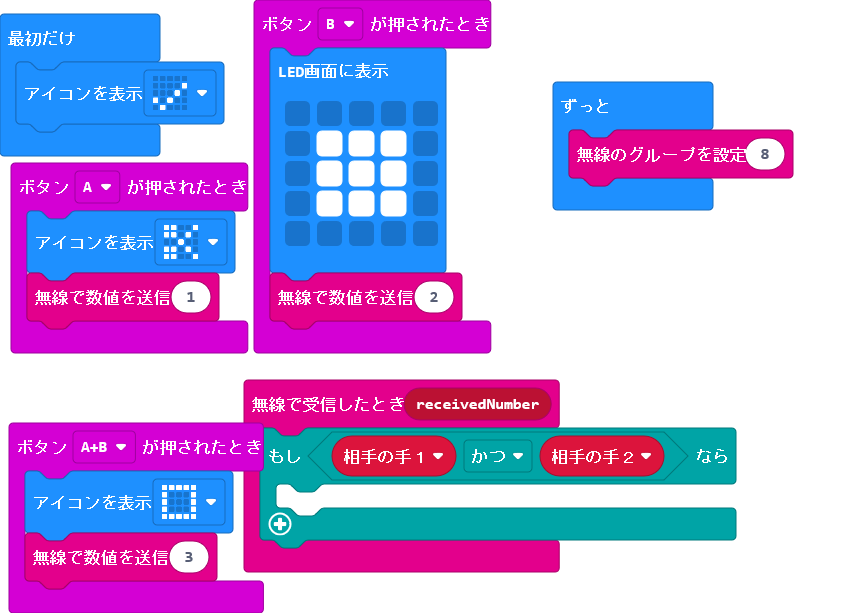 最初だけ
アイコンを表示
ボタン A が押されたとき
アイコンを表示
無線で数値を送信 1
ボタン B が押されたとき
LED画面に表示
無線で数値を送信 2
ずっと
無線のグループを設定 8
ボタン A+B が押されたとき
アイコンを表示
無線で数値を送信 3
無線で受信したとき receivedNumber
もし 相手の手１ かつ 相手の手２ なら